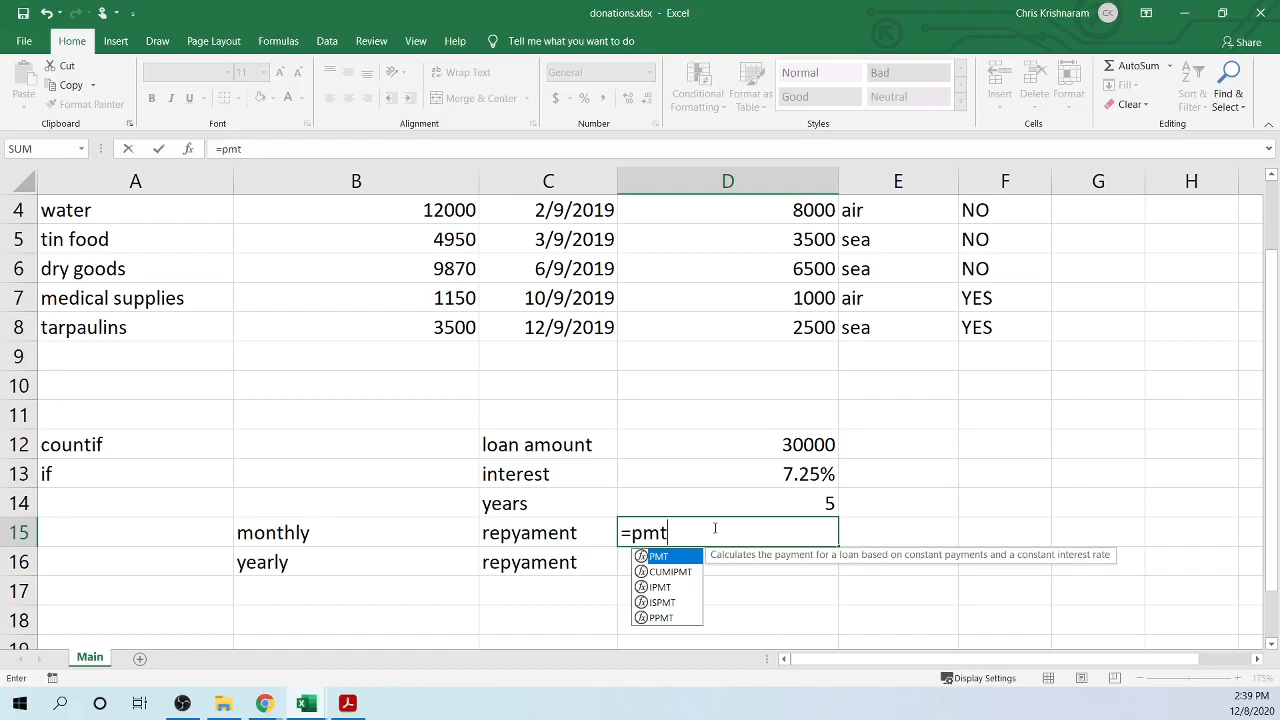 donations.xlsx - Excel
Chris Krishnaram CK
File Home Insert Draw Page Layout Formulas Data Review View Help Tell me what you want to do Share
Paste Cut Copy Format Painter
11
B I U
Wrap Text
Merge & Center
General
$ % ,
Conditional Formatting
Format as Table
Normal Bad
Good Neutral
Insert Delete Format
AutoSum
Fill
Clear
Sort & Filter
Find & Select
Clipboard Font Alignment Number Styles Cells Editing
SUM fx =pmt
A B C D E F G H
4 water 12000 2/9/2019 8000 air NO
5 tin food 4950 3/9/2019 3500 sea NO
6 dry goods 9870 6/9/2019 6500 sea NO
7 medical supplies 1150 10/9/2019 1000 air YES
8 tarpaulins 3500 12/9/2019 2500 sea YES
9
10
11
12 countif loan amount 30000
13 if interest 7.25%
14 years 5
15 monthly repyament =pmt
PMT Calculates the payment for a loan based on constant payments and a constant interest rate
16 yearly repyament
CUMIPMT
IPMT
17
ISPMT
PPMT
18
19
Main
Enter Display Settings 175%
2:39 PM
12/8/2020